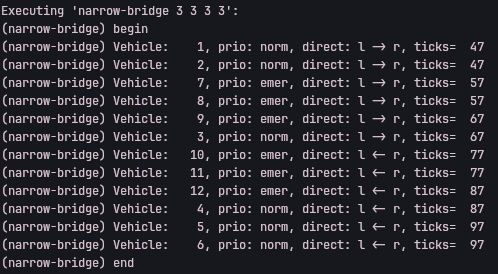 Executing 'narrow-bridge 3 3 3 3':
(narrow-bridge) begin
(narrow-bridge) Vehicle:    1, prio: norm, direct: l -> r, ticks=  47
(narrow-bridge) Vehicle:    2, prio: norm, direct: l -> r, ticks=  47
(narrow-bridge) Vehicle:    7, prio: emer, direct: l -> r, ticks=  57
(narrow-bridge) Vehicle:    8, prio: emer, direct: l -> r, ticks=  57
(narrow-bridge) Vehicle:    9, prio: emer, direct: l -> r, ticks=  67
(narrow-bridge) Vehicle:    3, prio: norm, direct: l -> r, ticks=  67
(narrow-bridge) Vehicle:   10, prio: emer, direct: l <- r, ticks=  77
(narrow-bridge) Vehicle:   11, prio: emer, direct: l <- r, ticks=  77
(narrow-bridge) Vehicle:   12, prio: emer, direct: l <- r, ticks=  87
(narrow-bridge) Vehicle:    4, prio: norm, direct: l <- r, ticks=  87
(narrow-bridge) Vehicle:    5, prio: norm, direct: l <- r, ticks=  97
(narrow-bridge) Vehicle:    6, prio: norm, direct: l <- r, ticks=  97
(narrow-bridge) end